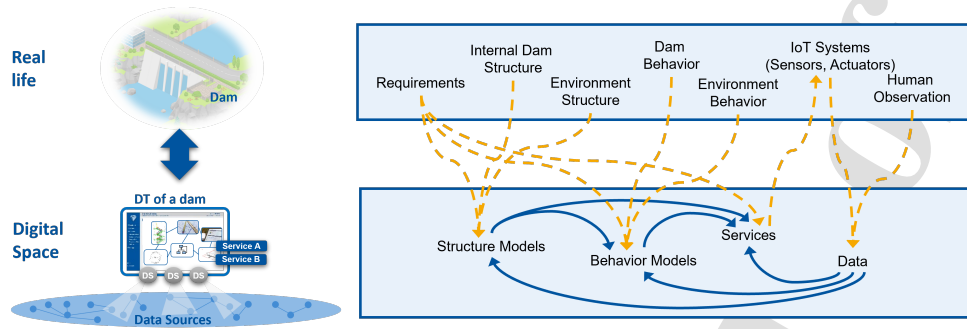 Real
life
Dam
DT of a dam
Digital
Space
Service A
Service B
DS
DS
DS
Data Sources
Requirements
Internal Dam
Structure
Environment
Structure
Dam
Behavior
Environment
Behavior
IoT Systems
(Sensors, Actuators)
Human
Observation
Structure Models
Behavior Models
Services
Data